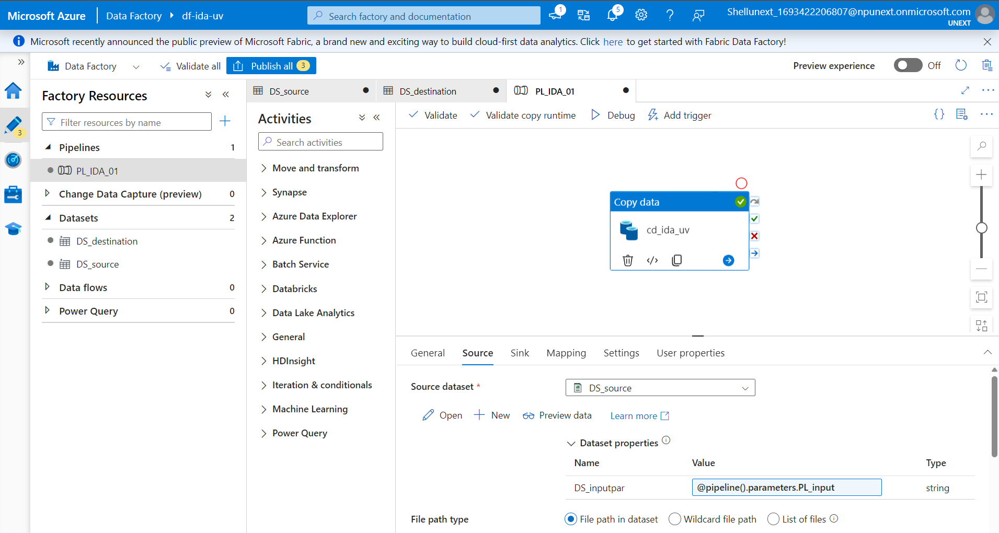 Microsoft Azure Data Factory df-ida-uv Search factory and documentation 1 5 Shellunext_1693422206807@npunext.onmicrosoft.com
UNEXT
Microsoft recently announced the public preview of Microsoft Fabric, a brand new and exciting way to build cloud-first data analytics. Click here to get started with Fabric Data Factory!
Data Factory Validate all Publish all 3 Preview experience Off
Factory Resources
Filter resources by name
3
Pipelines 1
PL_IDA_01
Change Data Capture (preview) 0
Datasets 2
DS_destination
DS_source
Data flows 0
Power Query 0
DS_source DS_destination PL_IDA_01
Activities
Search activities
Move and transform
Synapse
Azure Data Explorer
Azure Function
Batch Service
Databricks
Data Lake Analytics
General
HDInsight
Iteration & conditionals
Machine Learning
Power Query
Validate Validate copy runtime Debug Add trigger {}
Copy data
cd_ida_uv
General Source Sink Mapping Settings User properties
Source dataset * DS_source
Open New Preview data Learn more
Dataset properties
Name Value Type
DS_inputpar @pipeline().parameters.PL_input string
File path type File path in dataset Wildcard file path List of files